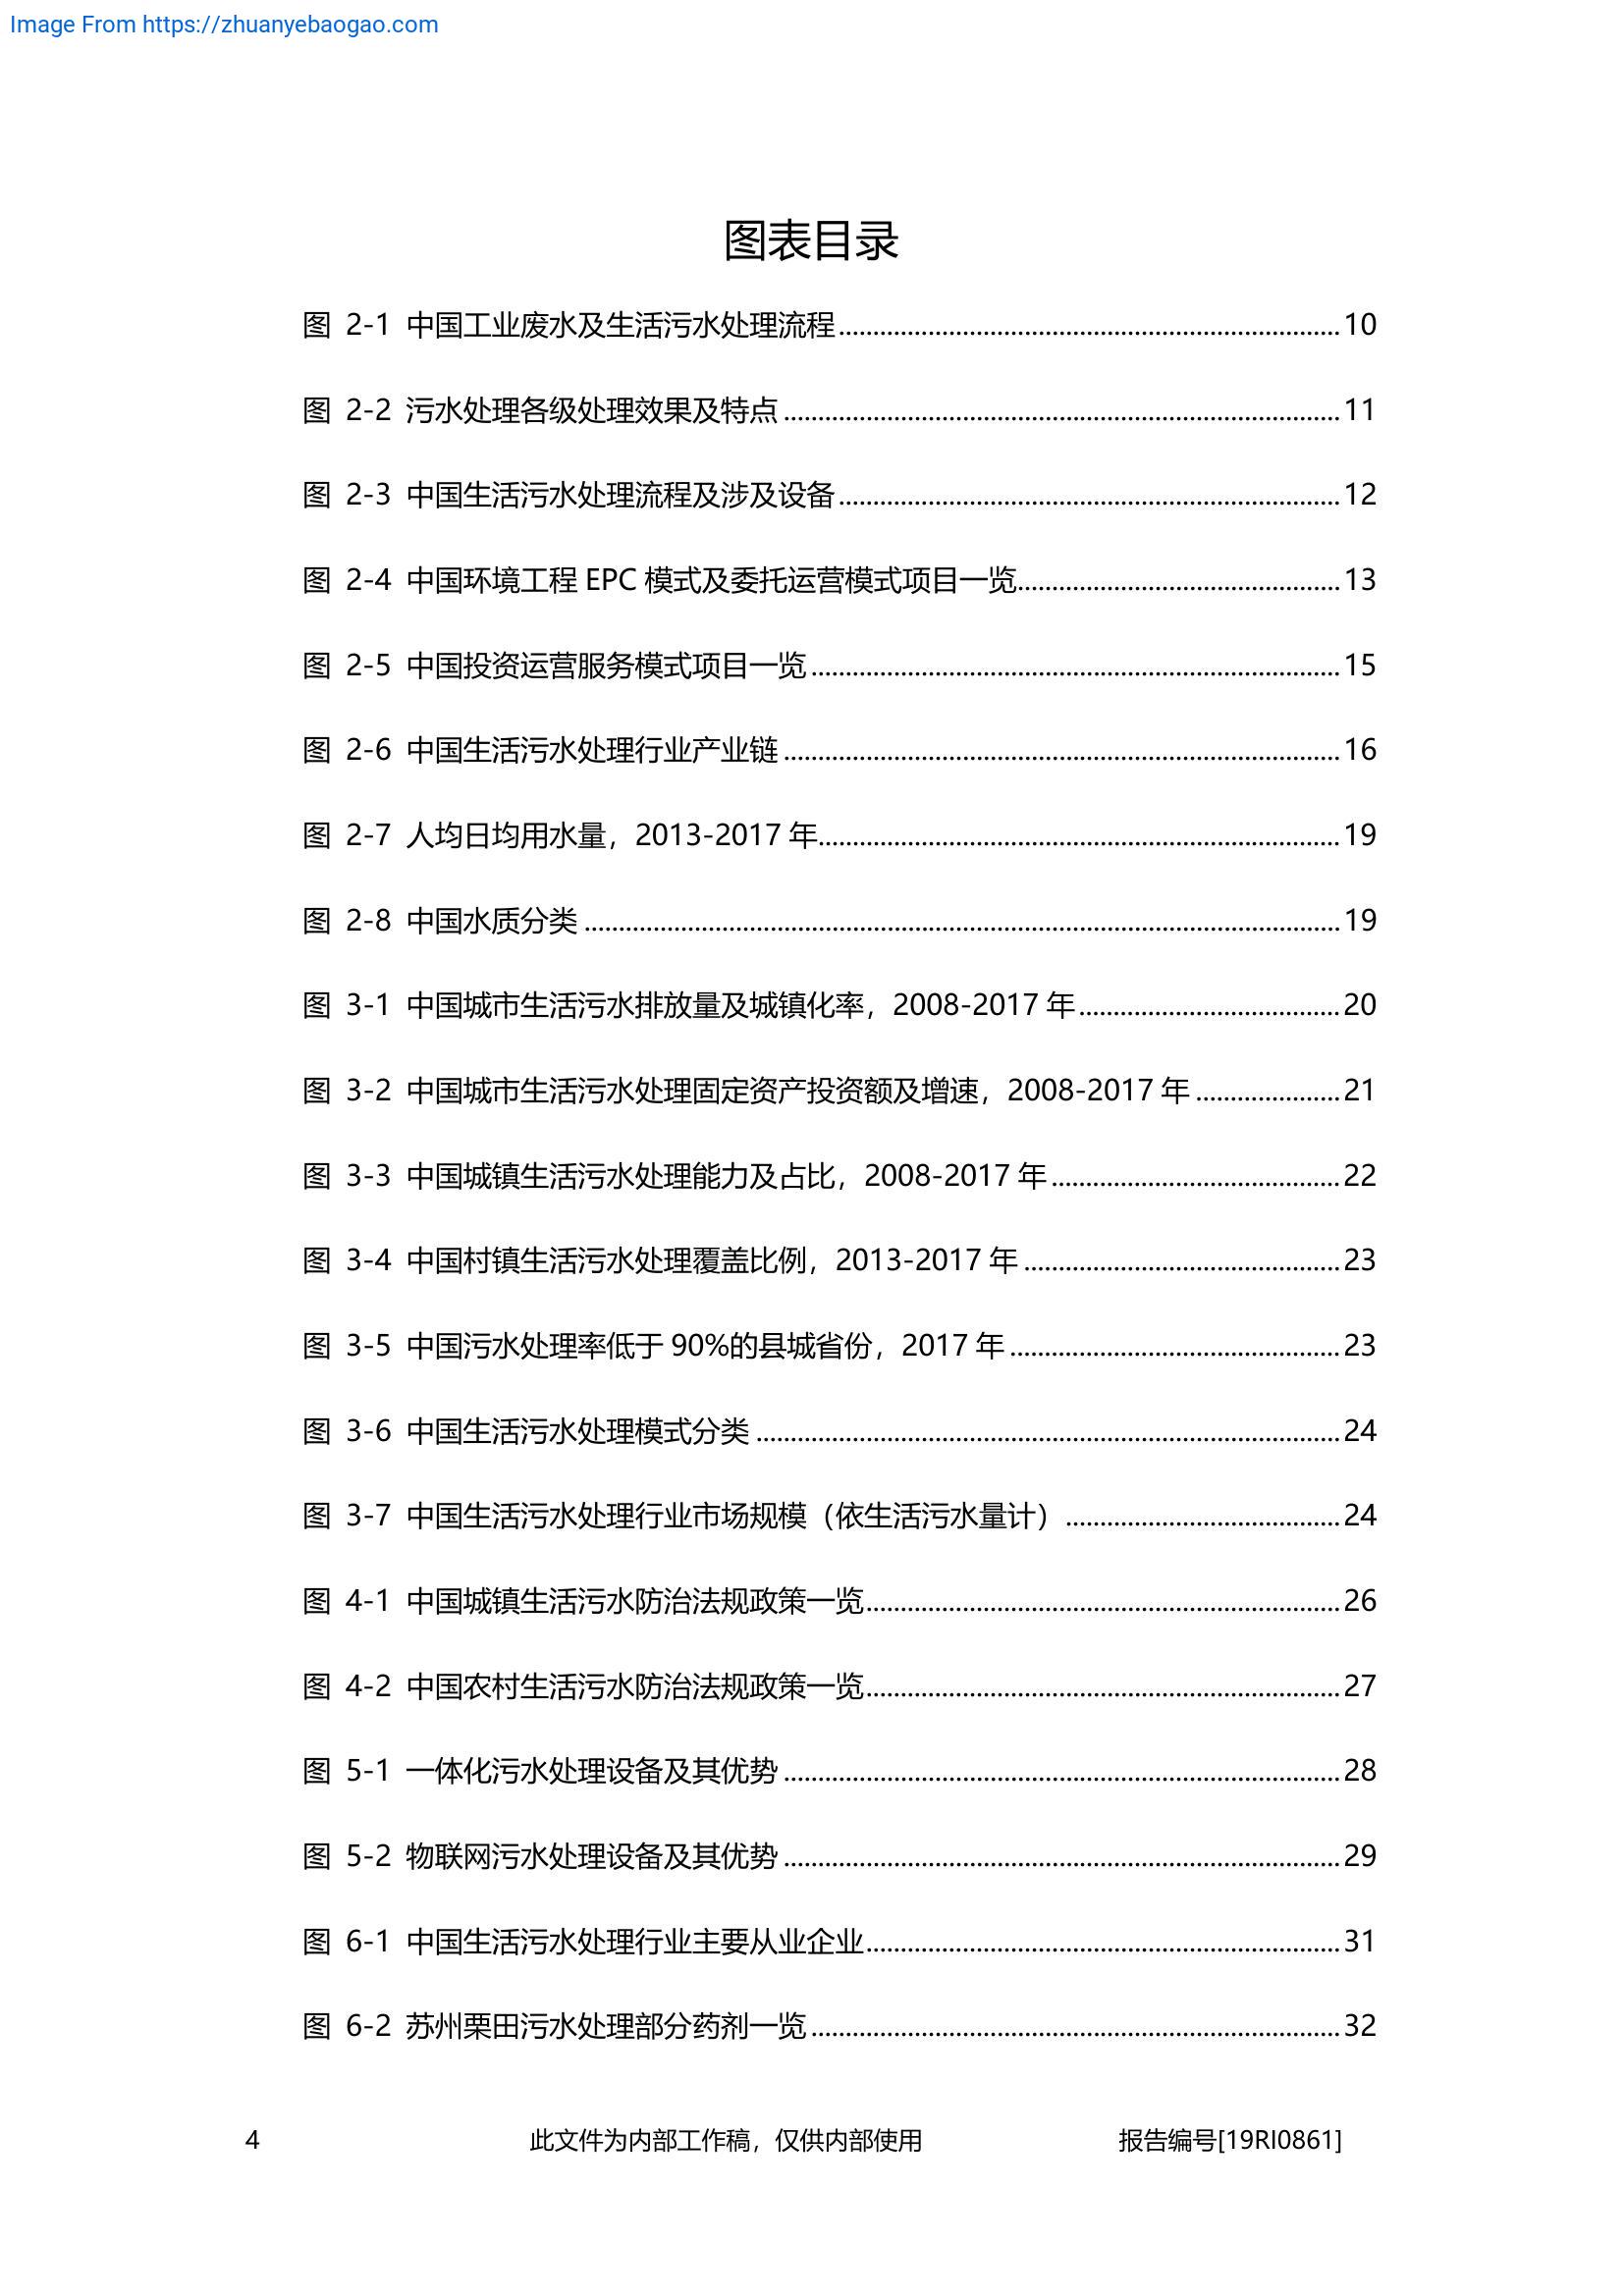 Image From https://zhuanyebaogao.com
图表目录
图 2-1 中国工业废水及生活污水处理流程........................................................................10
图 2-2 污水处理各级处理效果及特点................................................................................11
图 2-3 中国生活污水处理流程及涉及设备........................................................................12
图 2-4 中国环境工程 EPC 模式及委托运营模式项目一览..............................................13
图 2-5 中国投资运营服务模式项目一览............................................................................15
图 2-6 中国生活污水处理行业产业链................................................................................16
图 2-7 人均日均用水量，2013-2017 年...........................................................................19
图 2-8 中国水质分类............................................................................................................19
图 3-1 中国城市生活污水排放量及城镇化率，2008-2017 年......................................20
图 3-2 中国城市生活污水处理固定资产投资额及增速，2008-2017 年.....................21
图 3-3 中国城镇生活污水处理能力及占比，2008-2017 年..........................................22
图 3-4 中国村镇生活污水处理覆盖比例，2013-2017 年..............................................23
图 3-5 中国污水处理率低于 90%的县城省份，2017 年................................................23
图 3-6 中国生活污水处理模式分类....................................................................................24
图 3-7 中国生活污水处理行业市场规模（依生活污水量计）........................................24
图 4-1 中国城镇生活污水防治法规政策一览....................................................................26
图 4-2 中国农村生活污水防治法规政策一览....................................................................27
图 5-1 一体化污水处理设备及其优势................................................................................28
图 5-2 物联网污水处理设备及其优势................................................................................29
图 6-1 中国生活污水处理行业主要从业企业....................................................................31
图 6-2 苏州栗田污水处理部分药剂一览............................................................................32
4 此文件为内部工作稿，仅供内部使用 报告编号[19RI0861]